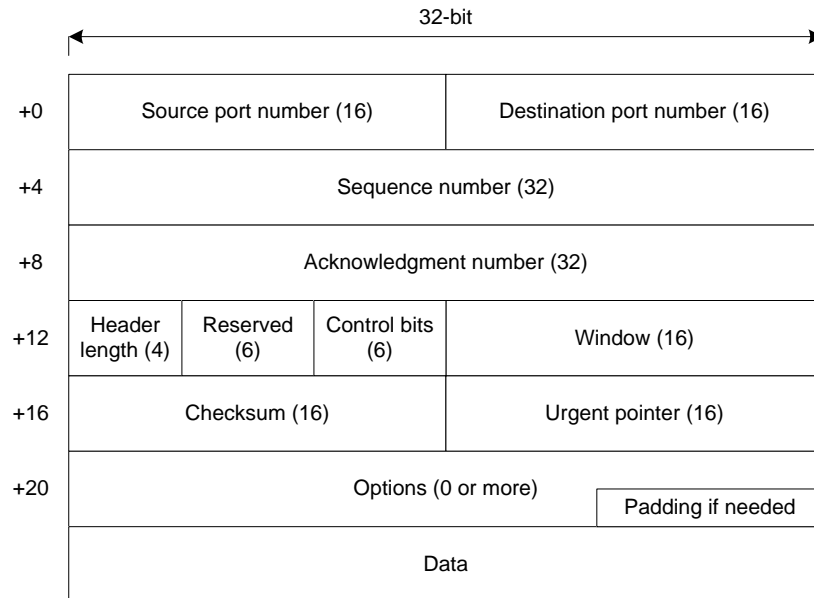 32-bit
+0
Source port number (16)
Destination port number (16)
+4
Sequence number (32)
+8
Acknowledgment number (32)
+12
Header
length (4)
Reserved
(6)
Control bits
(6)
Window (16)
+16
Checksum (16)
Urgent pointer (16)
+20
Options (0 or more)
Padding if needed
Data